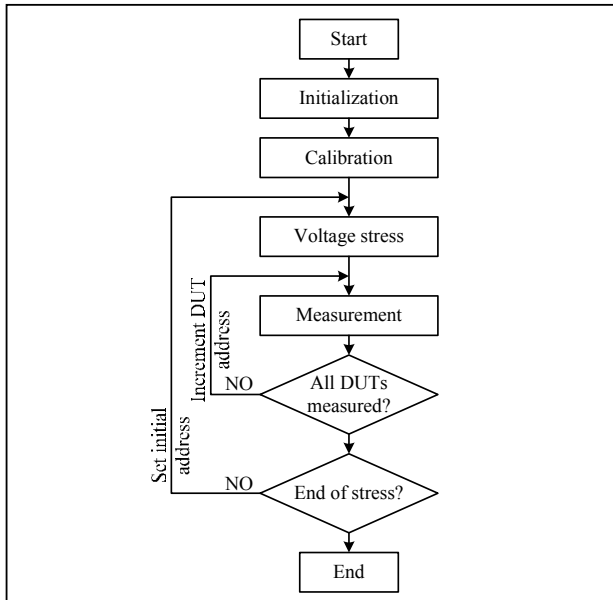 Start
Initialization
Calibration
Voltage stress
Increment DUT
address
Measurement
All DUTs
measured?
NO
Set initial
address
End of stress?
NO
End